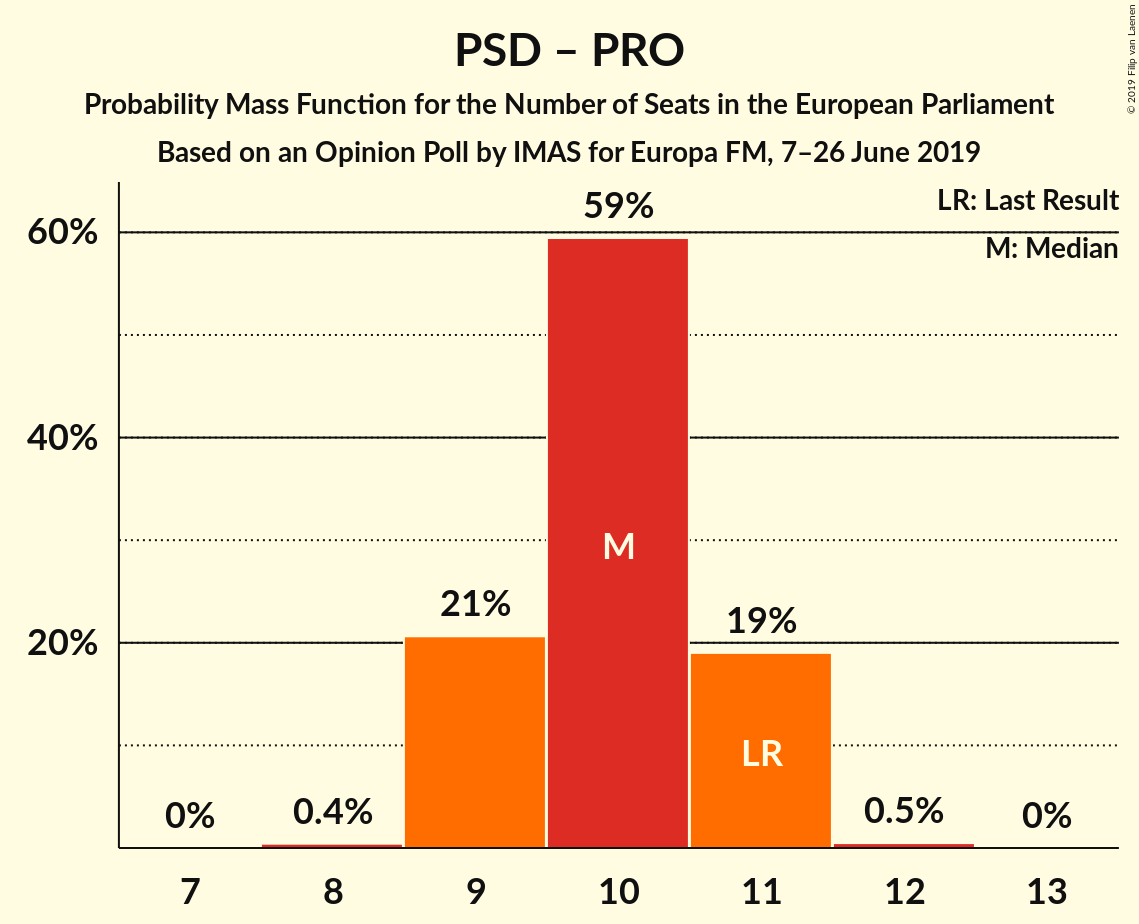 PSD – PRO
Probability Mass Function for the Number of Seats in the European Parliament
Based on an Opinion Poll by IMAS for Europa FM, 7–26 June 2019
© 2019 Filip van Laenen
LR: Last Result
M: Median
60%
40%
20%
0%
0.4%
21%
59%
19%
0.5%
0%
M
LR
7 8 9 10 11 12 13